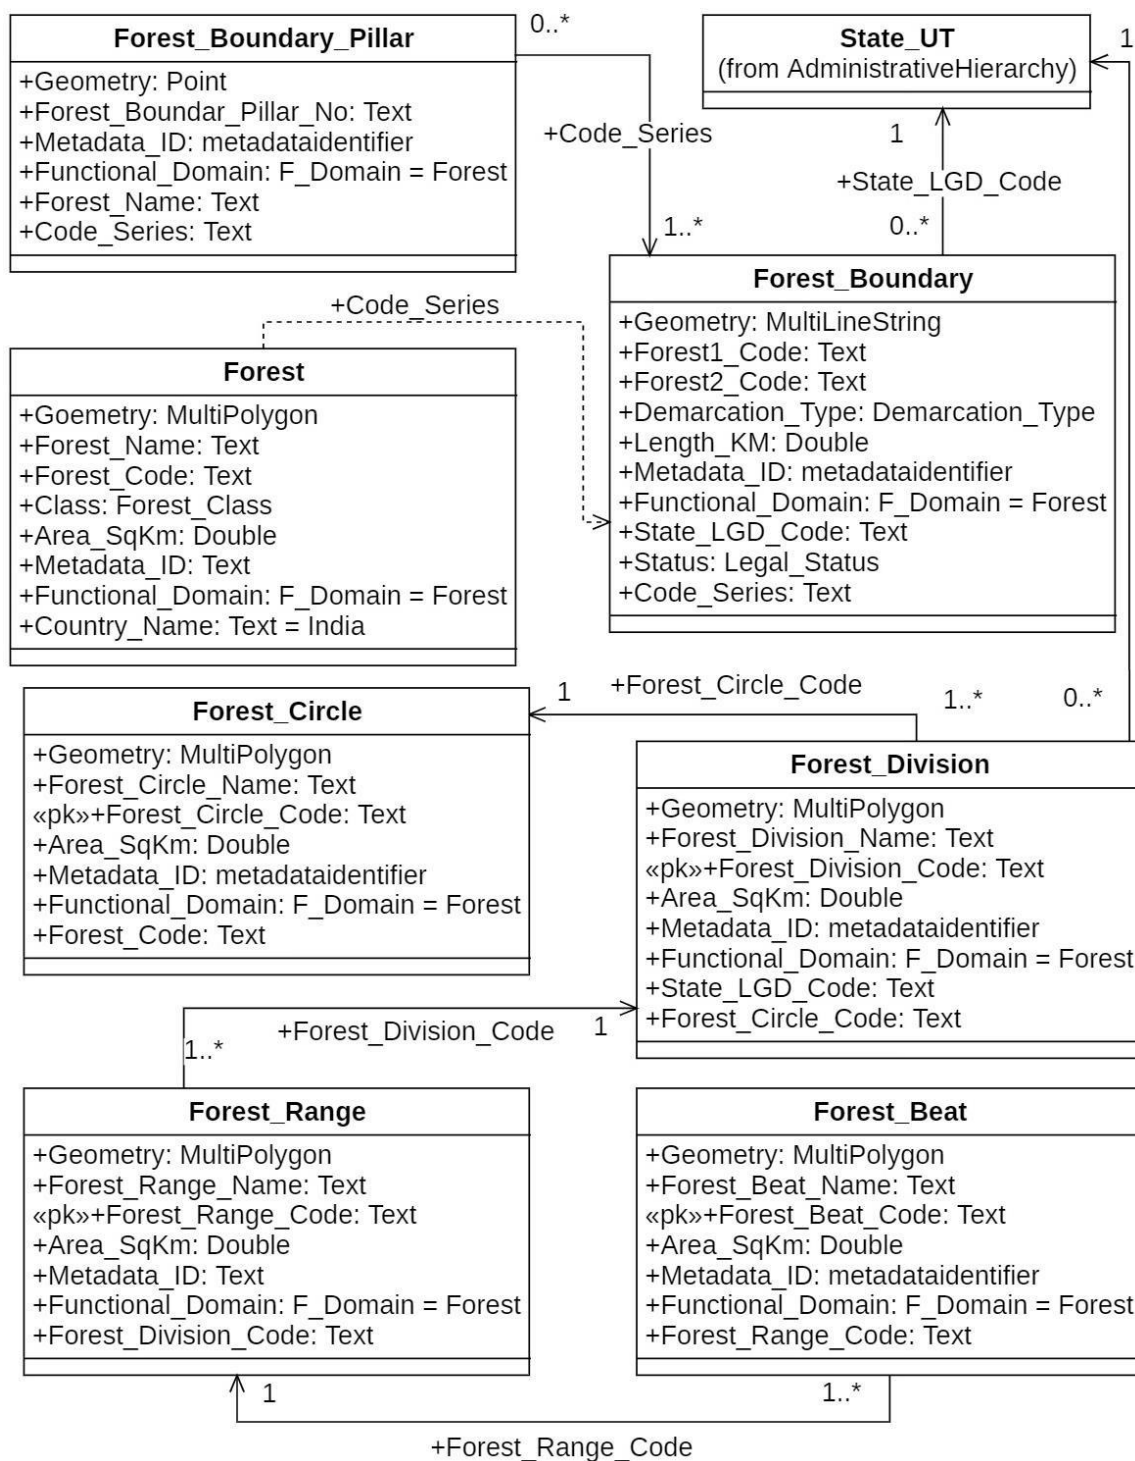 Forest_Boundary_Pillar
+Geometry: Point
+Forest_Boundar_Pillar_No: Text
+Metadata_ID: metadataidentifier
+Functional_Domain: F_Domain = Forest
+Forest_Name: Text
+Code_Series: Text
0..*
+Code_Series
1..*
State_UT
(from AdministrativeHierarchy)
1
1
+State_LGD_Code
0..*
Forest_Boundary
+Geometry: MultiLineString
+Forest1_Code: Text
+Forest2_Code: Text
+Demarcation_Type: Demarcation_Type
+Length_KM: Double
+Metadata_ID: metadataidentifier
+Functional_Domain: F_Domain = Forest
+State_LGD_Code: Text
+Status: Legal_Status
+Code_Series: Text
+Code_Series
Forest
+Goemetry: MultiPolygon
+Forest_Name: Text
+Forest_Code: Text
+Class: Forest_Class
+Area_SqKm: Double
+Metadata_ID: Text
+Functional_Domain: F_Domain = Forest
+Country_Name: Text = India
1
+Forest_Circle_Code
1..*
0..*
Forest_Circle
+Geometry: MultiPolygon
+Forest_Circle_Name: Text
«pk»+Forest_Circle_Code: Text
+Area_SqKm: Double
+Metadata_ID: metadataidentifier
+Functional_Domain: F_Domain = Forest
+Forest_Code: Text
Forest_Division
+Geometry: MultiPolygon
+Forest_Division_Name: Text
«pk»+Forest_Division_Code: Text
+Area_SqKm: Double
+Metadata_ID: metadataidentifier
+Functional_Domain: F_Domain = Forest
+State_LGD_Code: Text
+Forest_Circle_Code: Text
1..*
+Forest_Division_Code
1
Forest_Range
+Geometry: MultiPolygon
+Forest_Range_Name: Text
«pk»+Forest_Range_Code: Text
+Area_SqKm: Double
+Metadata_ID: Text
+Functional_Domain: F_Domain = Forest
+Forest_Division_Code: Text
Forest_Beat
+Geometry: MultiPolygon
+Forest_Beat_Name: Text
«pk»+Forest_Beat_Code: Text
+Area_SqKm: Double
+Metadata_ID: metadataidentifier
+Functional_Domain: F_Domain = Forest
+Forest_Range_Code: Text
1
1..*
+Forest_Range_Code